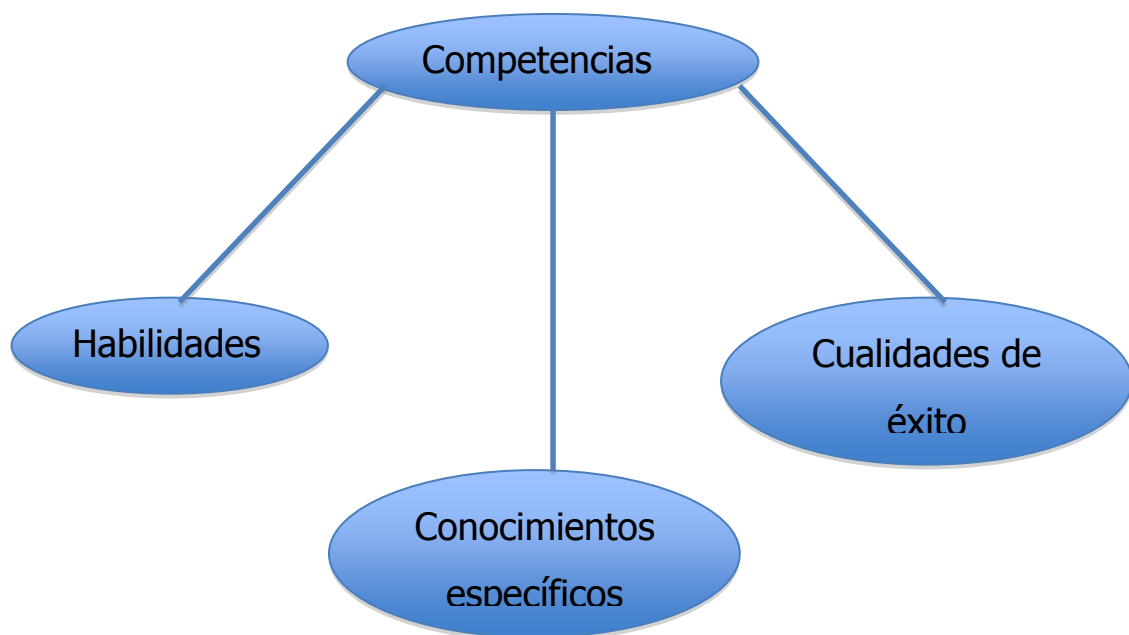 Competencias
Habilidades
Cualidades de
éxito
Conocimientos
específicos